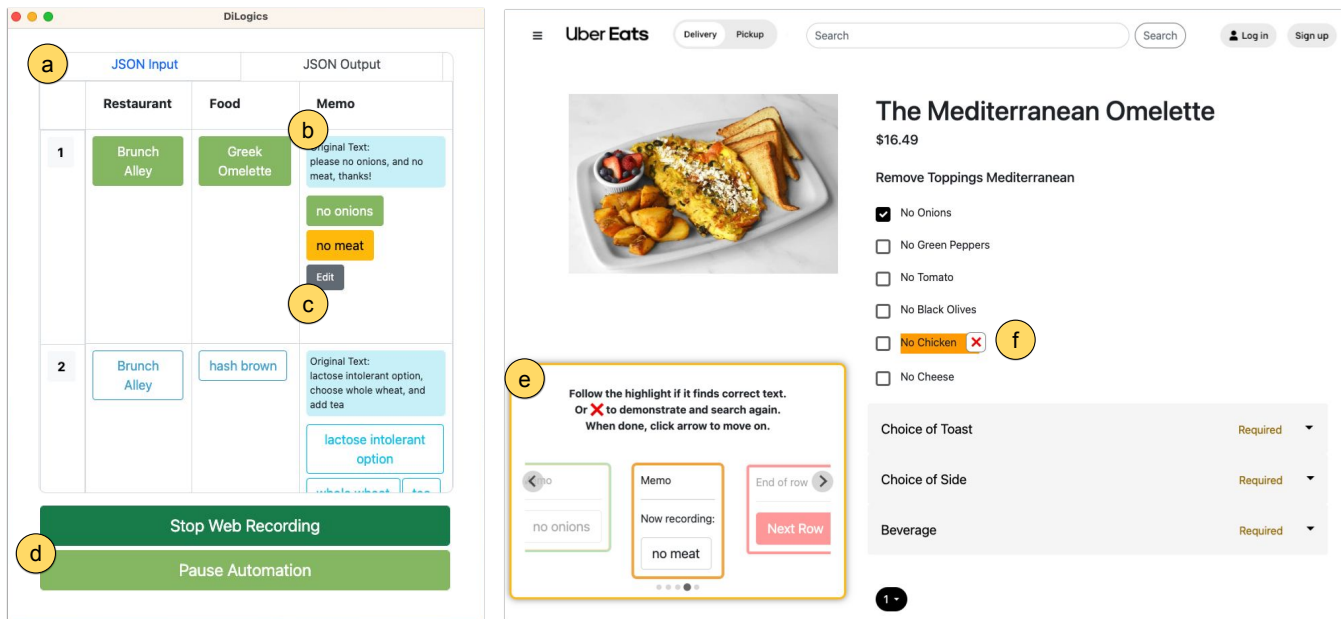 DiLogics
a
JSON Input
JSON Output
Restaurant
Food
Memo
b
1
Brunch
Alley
Greek
Omelette
Original Text:
please no onions, and no
meat, thanks!
no onions
no meat
Edit
c
2
Brunch
Alley
hash brown
Original Text:
lactose intolerant option,
choose whole wheat, and
add tea
lactose intolerant
option
whole wheat
tea
Stop Web Recording
d
Pause Automation
Uber Eats
Delivery
Pickup
Search
Search
Log in
Sign up
The Mediterranean Omelette
$16.49
Remove Toppings Mediterranean
No Onions
No Green Peppers
No Tomato
No Black Olives
No Chicken
f
No Cheese
e
Follow the highlight if it finds correct text.
Or ❌ to demonstrate and search again.
When done, click arrow to move on.
no onions
Memo
Now recording:
no meat
End of row
Next Row
Choice of Toast
Required
Choice of Side
Required
Beverage
Required
1